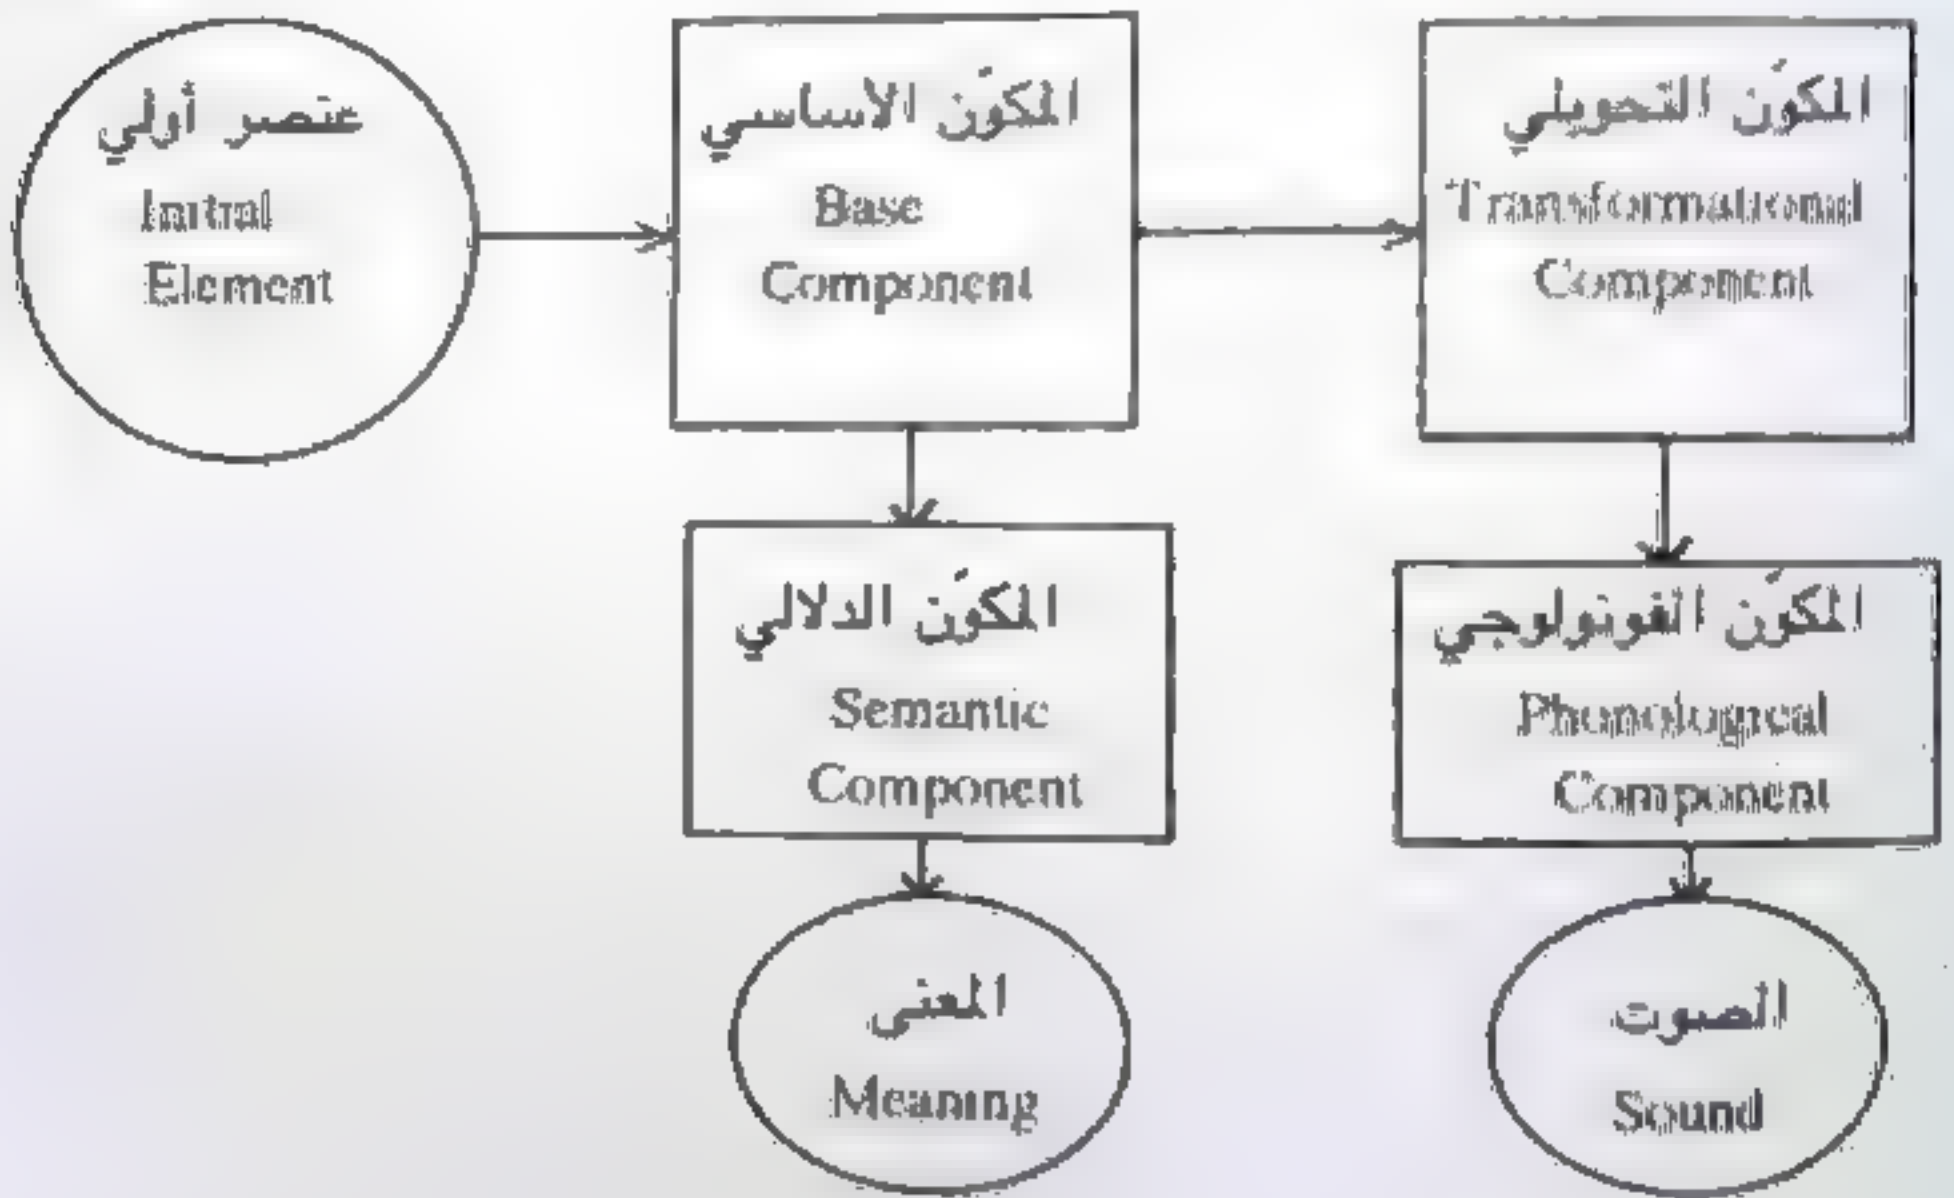 عنصر أولي
Initial
Element
المكوّن الاساسي
Base
Component
المكوّن التحويلي
Transformational
Component
المكوّن الدلالي
Semantic
Component
المكوّن الفونولوجي
Phonological
Component
المعنى
Meaning
الصوت
Sound